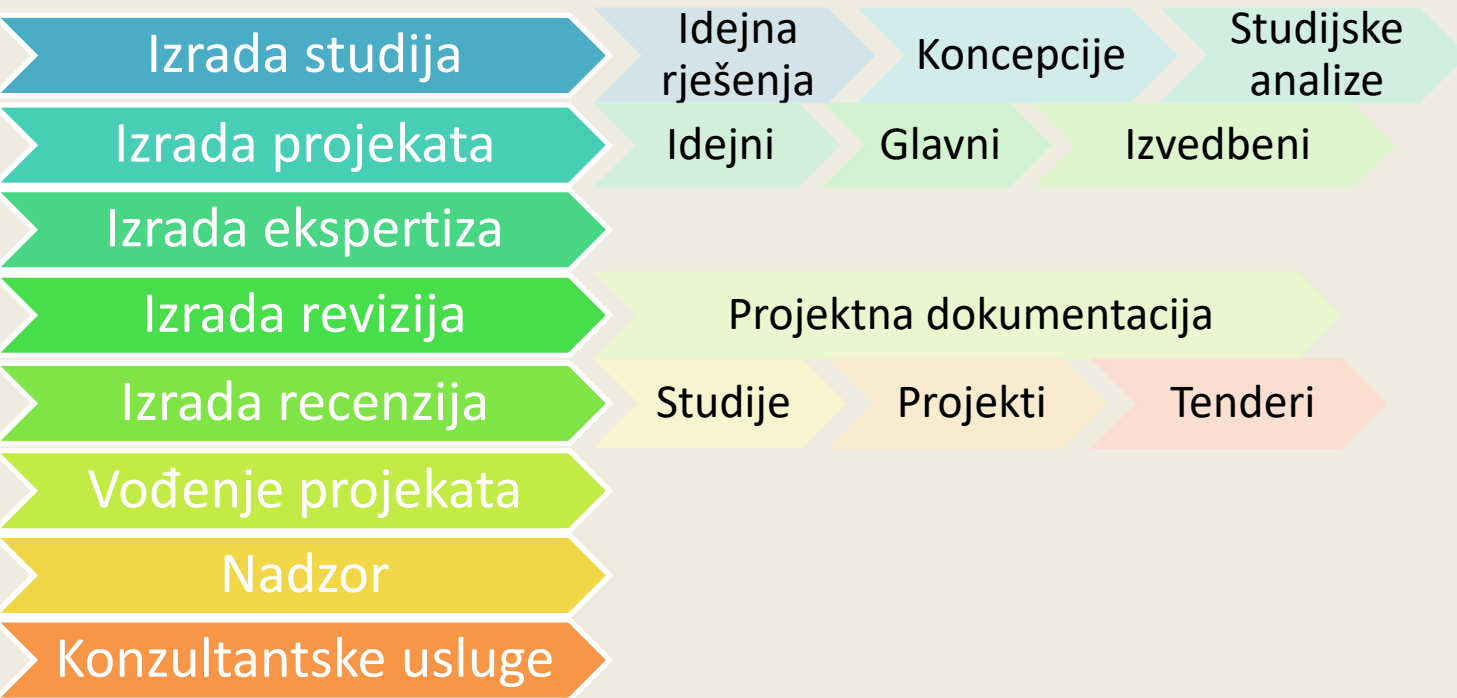 Izrada studija
Idejna
rješenja
Koncepcije
Studijske
analize
Izrada projekata
Idejni
Glavni
Izvedbeni
Izrada ekspertiza
Izrada revizija
Projektna dokumentacija
Izrada recenzija
Studije
Projekti
Tenderi
Vođenje projekata
Nadzor
Konzultantske usluge